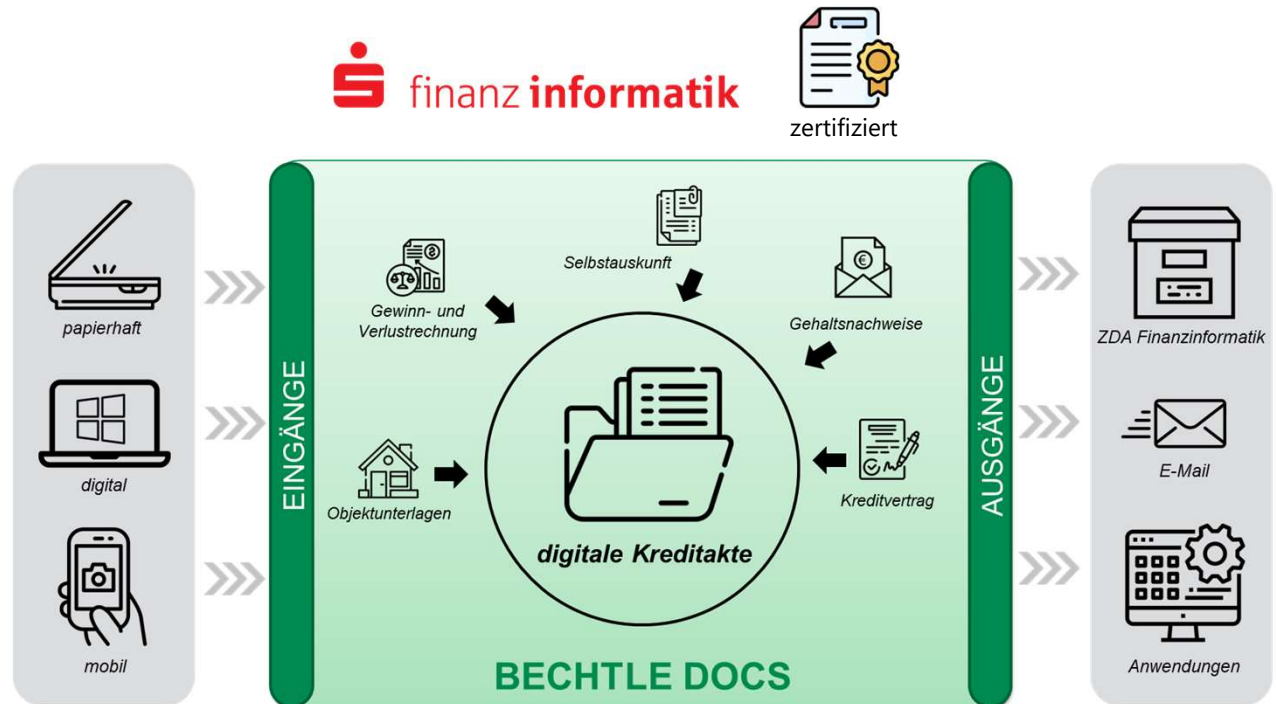 finanz informatik
zertifiziert
papierhaft
digital
mobil
EINGÄNGE
Gewinn- und
Verlustrechnung
Selbstauskunft
Gehaltsnachweise
Objektunterlagen
Kreditvertrag
digitale Kreditakte
BECHTLE DOCS
AUSGÄNGE
ZDA Finanzinformatik
E-Mail
Anwendungen